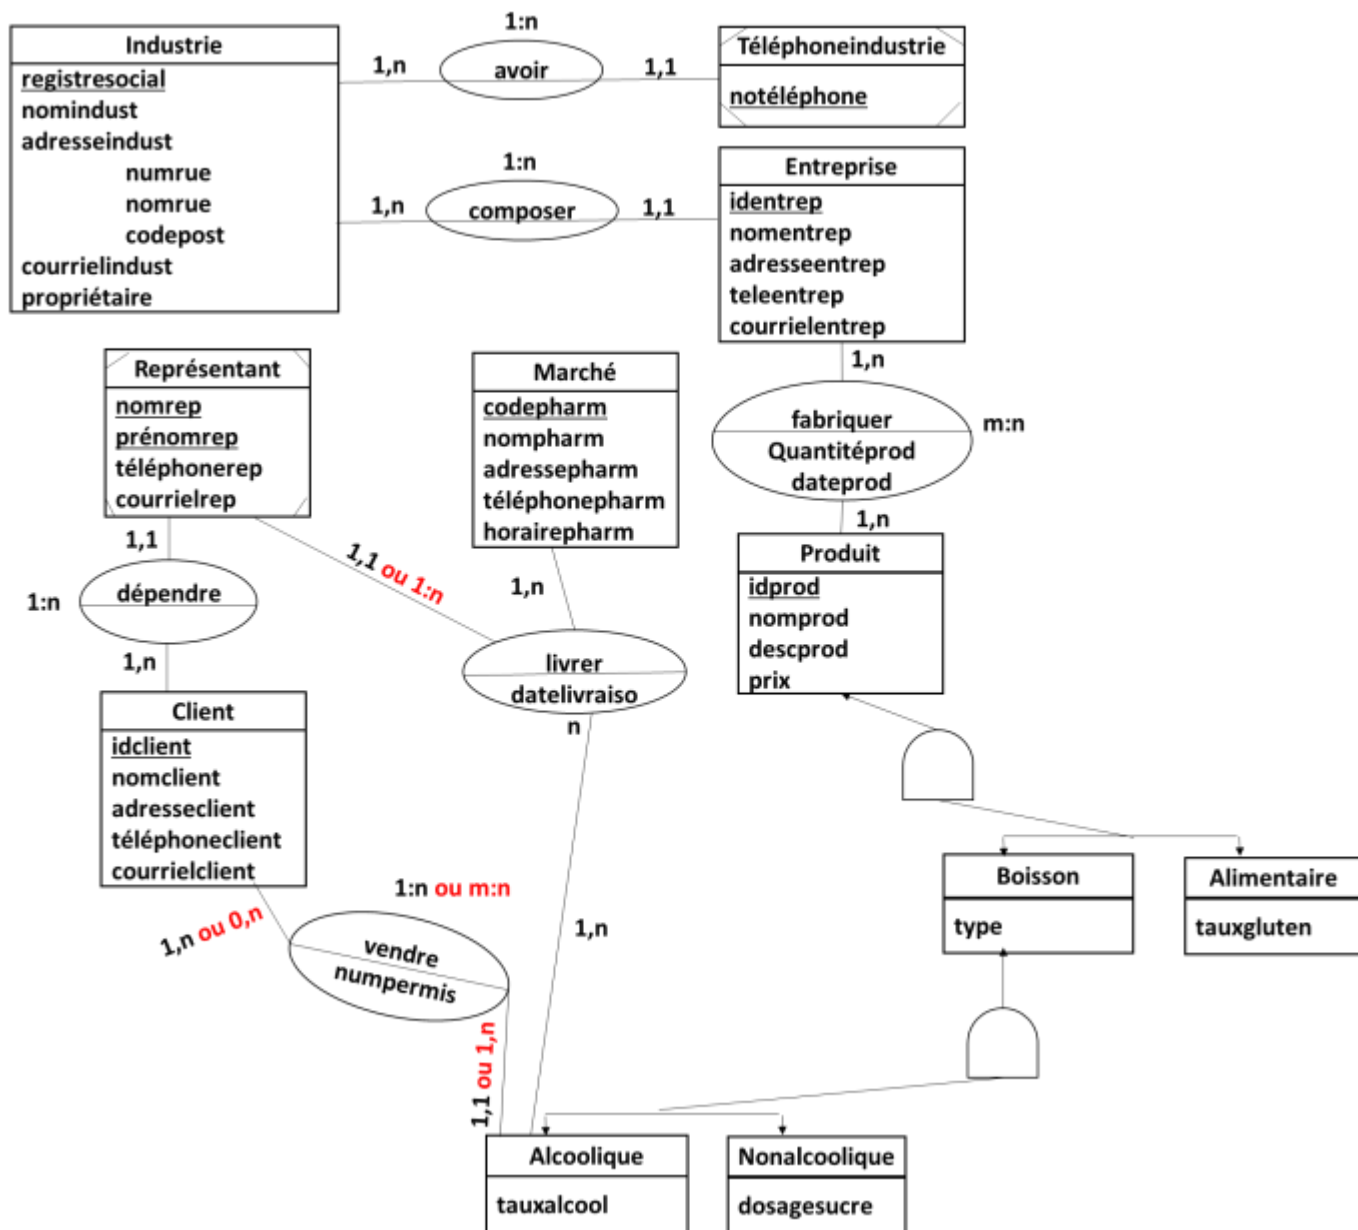 Industrie
registresocial
nomindust
adresseindust
numrue
nomrue
codepost
courrielindust
propriétaire
1:n
1,n
avoir
1,1
Téléphoneindustrie
notéléphone
1:n
1,n
composer
1,1
Entreprise
identrep
nomentrep
adresseentrep
teleentrep
courrielentrep
1,n
fabriquer
Quantitéprod
dateprod
m:n
1,n
Représentant
nomrep
prénomrep
téléphonerep
courrielrep
Marché
codepharm
nompharm
adressepharm
téléphonepharm
horairepharm
Produit
idprod
nomprod
descprod
prix
1,1
1:n
dépendre
1,n
1,1 ou 1:n
1,n
livrer
datelivraiso
n
1,n
Client
idclient
nomclient
adresseclient
téléphoneclient
courrielclient
1,n ou 0,n
1:n ou m:n
vendre
numpermis
1,1 ou 1,n
Boisson
type
Alimentaire
tauxgluten
Alcoolique
tauxalcool
Nonalcoolique
dosagesucre